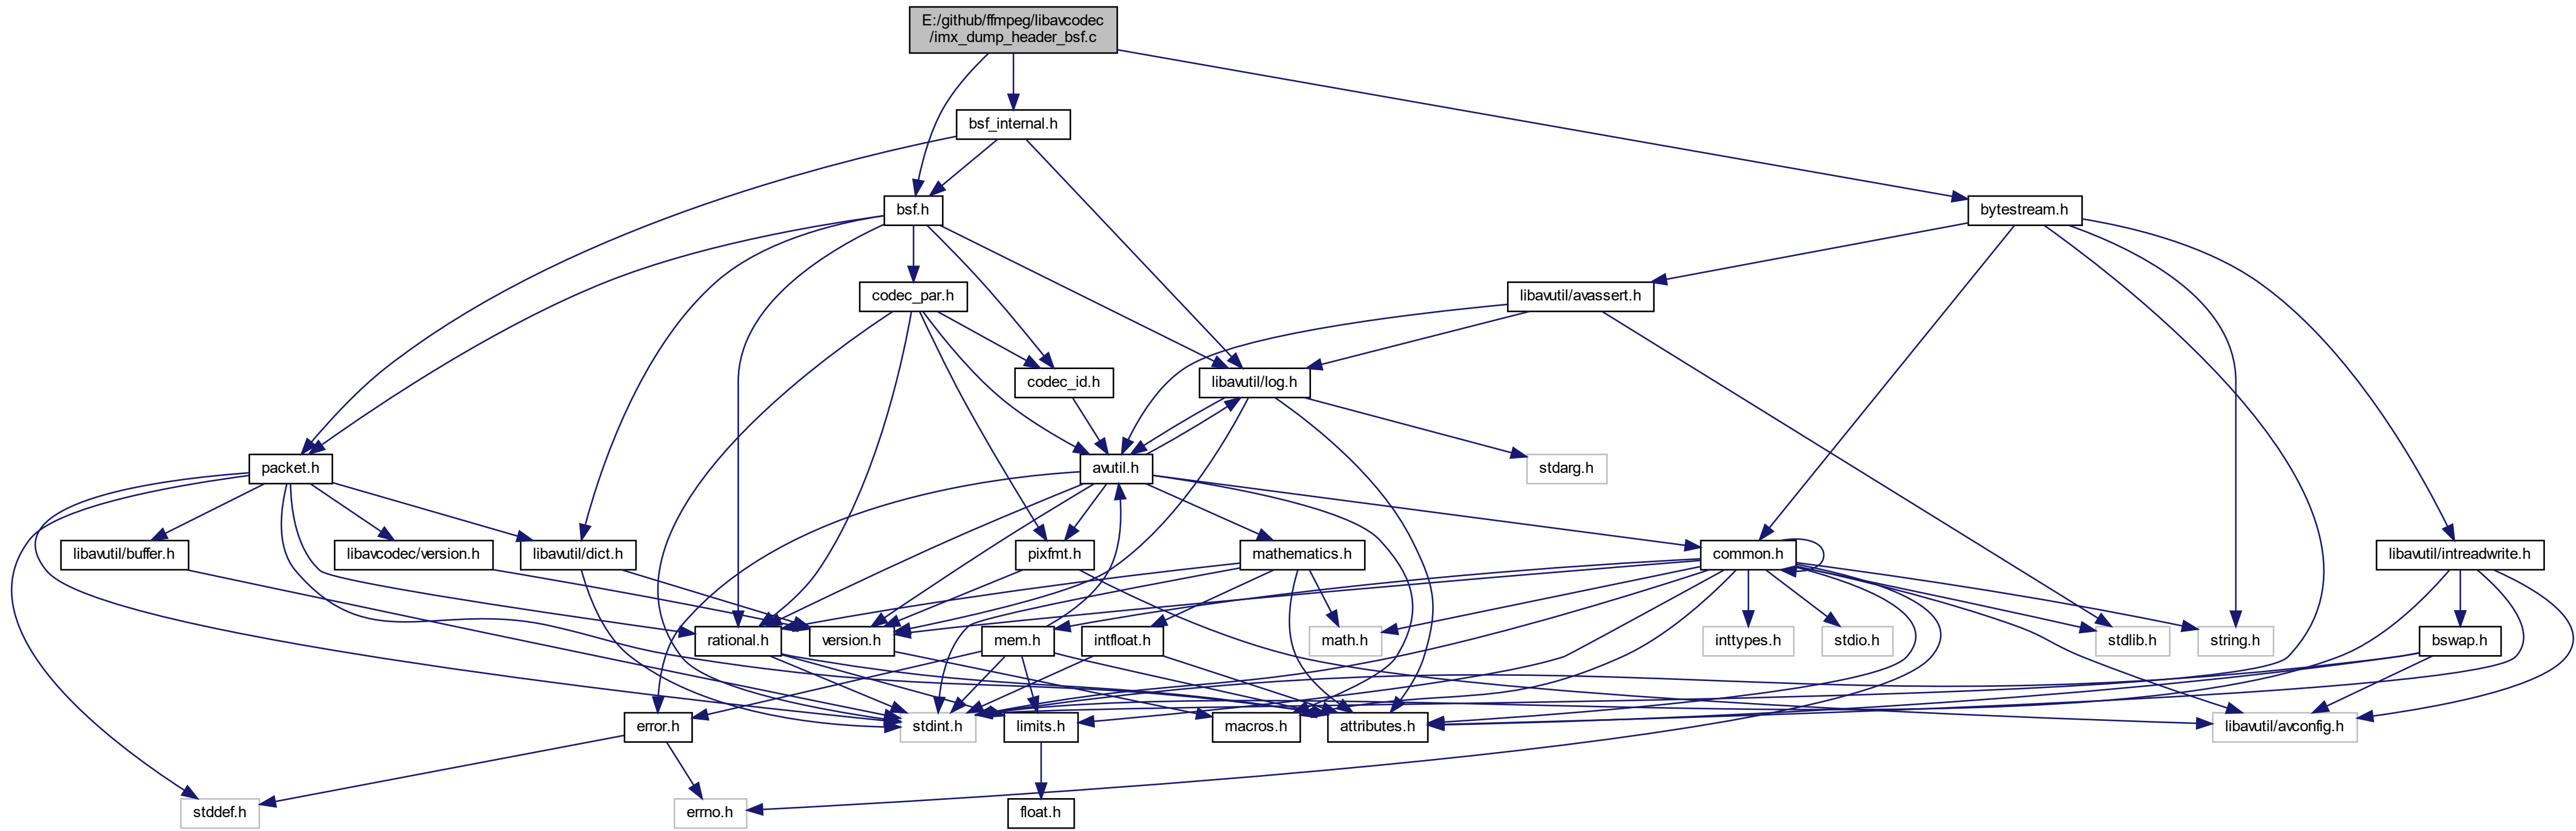 E:/github/ffmpeg/libavcodec
/imx_dump_header_bsf.c
bsf_internal.h
bsf.h
bytestream.h
codec_par.h
libavutil/avassert.h
codec_id.h
libavutil/log.h
packet.h
avutil.h
stdarg.h
libavutil/buffer.h
libavcodec/version.h
libavutil/dict.h
pixfmt.h
mathematics.h
common.h
libavutil/intreadwrite.h
rational.h
version.h
mem.h
intfloat.h
math.h
inttypes.h
stdio.h
stdlib.h
string.h
bswap.h
error.h
stdint.h
limits.h
macros.h
attributes.h
libavutil/avconfig.h
stddef.h
errno.h
float.h